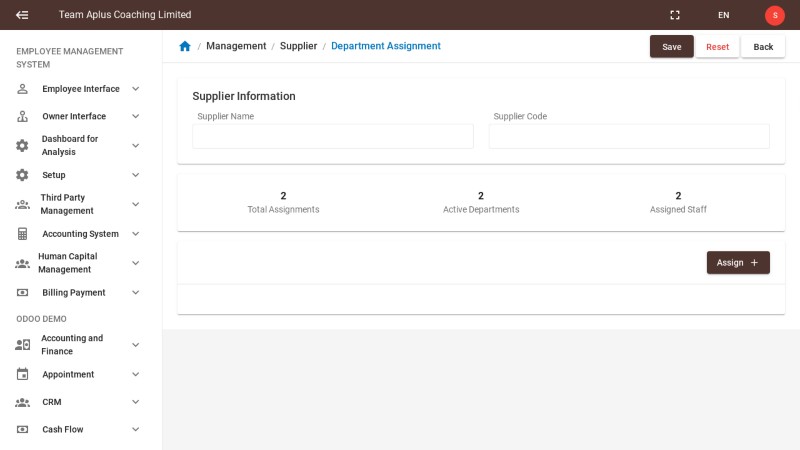 Team Aplus Coaching Limited
EN
S
EMPLOYEE MANAGEMENT
SYSTEM
Employee Interface
Owner Interface
Dashboard for
Analysis
Setup
Third Party
Management
Accounting System
Human Capital
Management
Billing Payment
ODOO DEMO
Accounting and
Finance
Appointment
CRM
Cash Flow
/ Management / Supplier / Department Assignment
Save
Reset
Back
Supplier Information
Supplier Name
Supplier Code
2
Total Assignments
2
Active Departments
2
Assigned Staff
Assign +